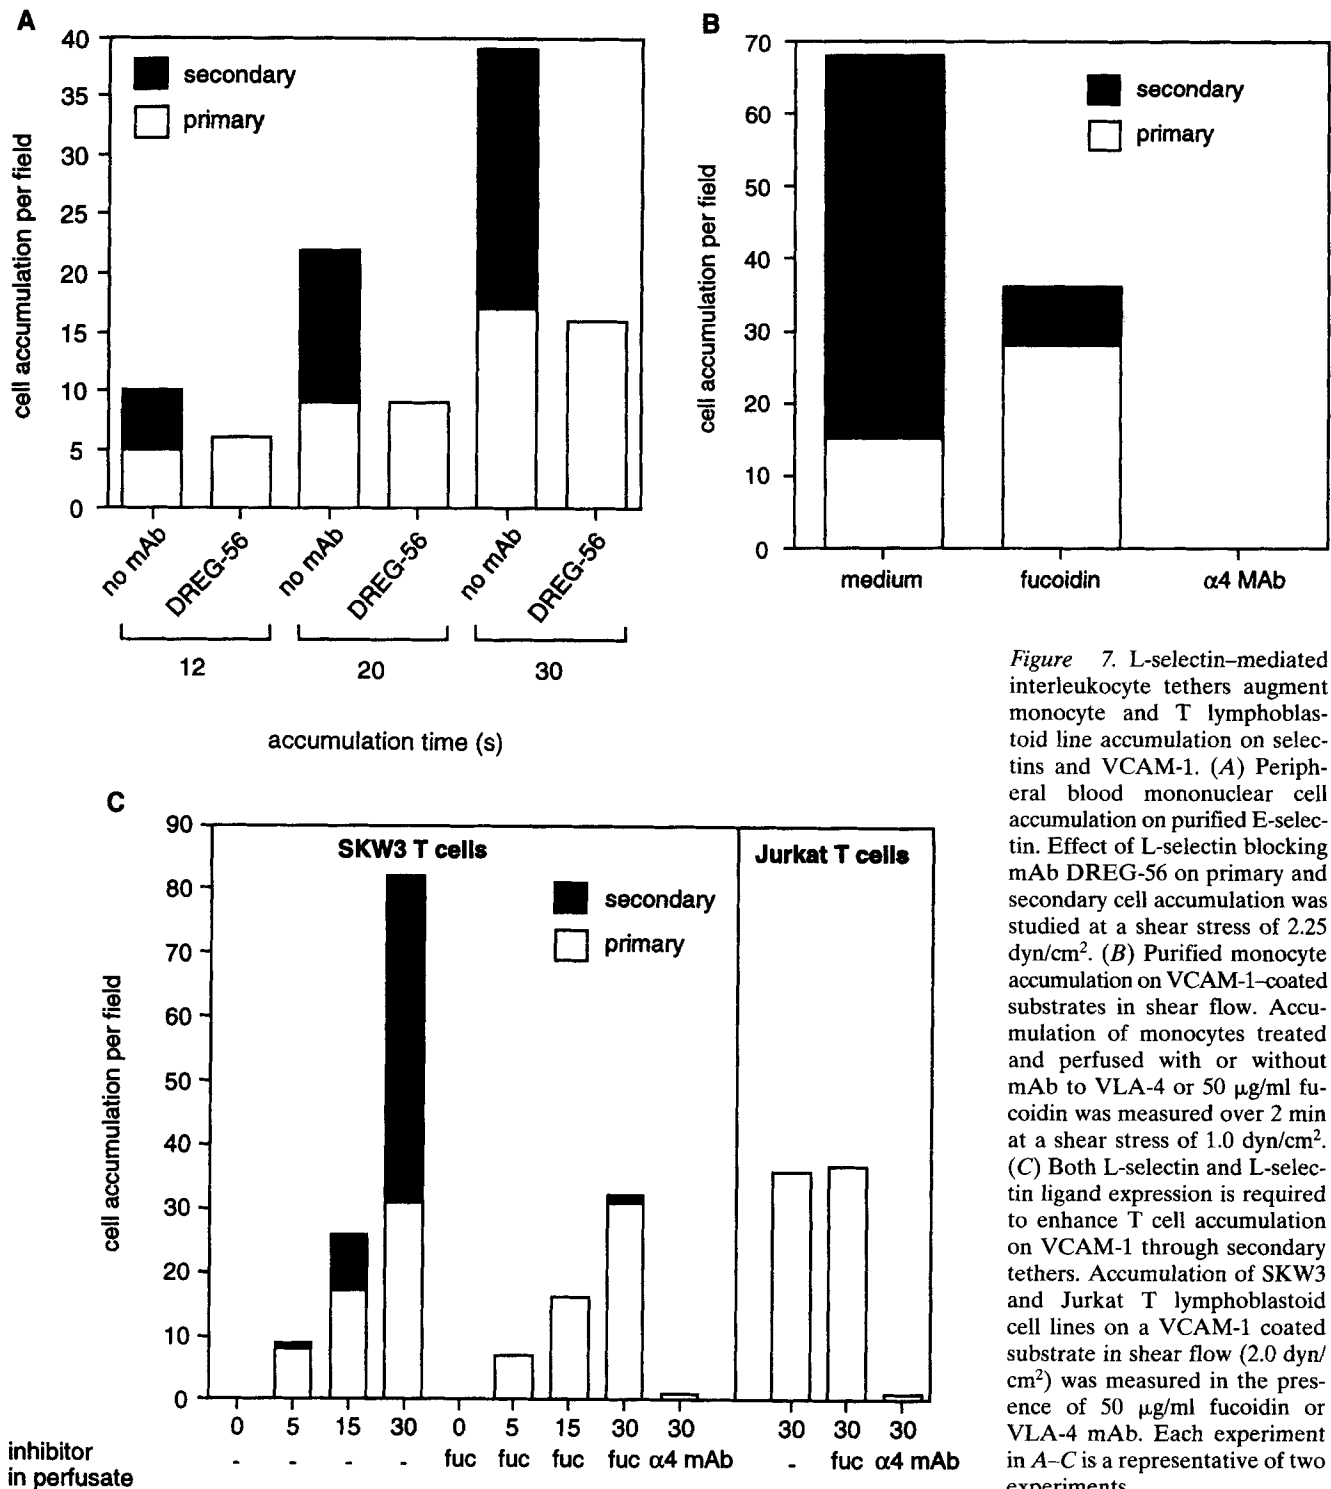 A
40
35
30
25
20
15
10
5
0
cell accumulation per field
secondary
primary
no mAb
DREG-56
no mAb
DREG-56
no mAb
DREG-56
12
20
30
accumulation time (s)
B
70
60
50
40
30
20
10
0
cell accumulation per field
secondary
primary
medium
fucoidin
α4 MAb
C
90
80
70
60
50
40
30
20
10
0
cell accumulation per field
SKW3 T cells
Jurkat T cells
secondary
primary
0 5 15 30 0 5 15 30 30 30 30 30
inhibitor
in perfusate
- - - - fuc fuc fuc fuc α4 mAb - fuc α4 mAb
Figure 7. L-selectin–mediated
interleukocyte tethers augment
monocyte and T lymphoblas-
toid line accumulation on selec-
tins and VCAM-1. (A) Periph-
eral blood mononuclear cell
accumulation on purified E-selec-
tin. Effect of L-selectin blocking
mAb DREG-56 on primary and
secondary cell accumulation was
studied at a shear stress of 2.25
dyn/cm². (B) Purified monocyte
accumulation on VCAM-1–coated
substrates in shear flow. Accu-
mulation of monocytes treated
and perfused with or without
mAb to VLA-4 or 50 μg/ml fu-
coidin was measured over 2 min
at a shear stress of 1.0 dyn/cm².
(C) Both L-selectin and L-selec-
tin ligand expression is required
to enhance T cell accumulation
on VCAM-1 through secondary
tethers. Accumulation of SKW3
and Jurkat T lymphoblastoid
cell lines on a VCAM-1 coated
substrate in shear flow (2.0 dyn/
cm²) was measured in the pres-
ence of 50 μg/ml fucoidin or
VLA-4 mAb. Each experiment
in A–C is a representative of two
experiments